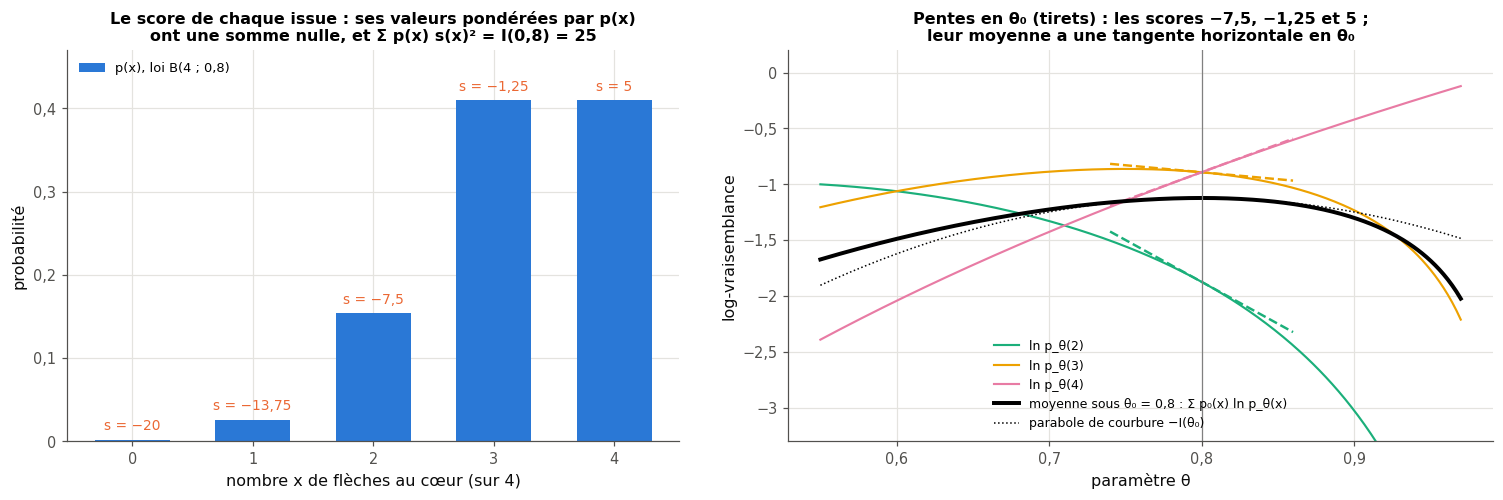 Le score de chaque issue : ses valeurs pondérées par p(x)
ont une somme nulle, et Σ p(x) s(x)² = I(0,8) = 25
p(x), loi B(4 ; 0,8)
s = −20
s = −13,75
s = −7,5
s = −1,25
s = 5
probabilité
0,4
0,3
0,2
0,1
0
0
1
2
3
4
nombre x de flèches au cœur (sur 4)
Pentes en θ₀ (tirets) : les scores −7,5, −1,25 et 5 ;
leur moyenne a une tangente horizontale en θ₀
log-vraisemblance
0
−0,5
−1
−1,5
−2
−2,5
−3
ln p_θ(2)
ln p_θ(3)
ln p_θ(4)
moyenne sous θ₀ = 0,8 : Σ p₀(x) ln p_θ(x)
parabole de courbure −I(θ₀)
0,6
0,7
0,8
0,9
paramètre θ